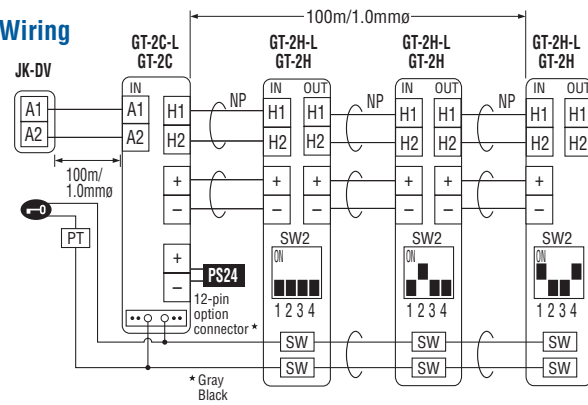 Wiring
100m/1.0mmø
GT-2C-L
GT-2C
GT-2H-L
GT-2H
GT-2H-L
GT-2H
GT-2H-L
GT-2H
JK-DV
IN
IN OUT
IN OUT
IN OUT
A1 A1 H1 NP H1 H1 NP H1 H1 NP H1 H1
A2 A2 H2 H2 H2 H2 H2 H2 H2
100m/
1.0mmø
+ + + + + +
– – – – – –
PT
+
–
PS24
12-pin
option
connector *
SW2
ON
1 2 3 4
SW2
ON
1 2 3 4
SW2
ON
1 2 3 4
SW SW SW
SW SW SW
* Gray
Black